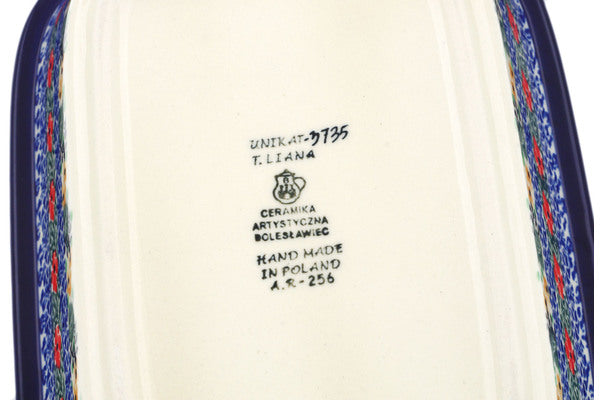 UNIKAT-3735
T. LIANA
CERAMIKA
ARTYSTYCZNA
BOLESŁAWIEC
HAND MADE
IN POLAND
A.R-256